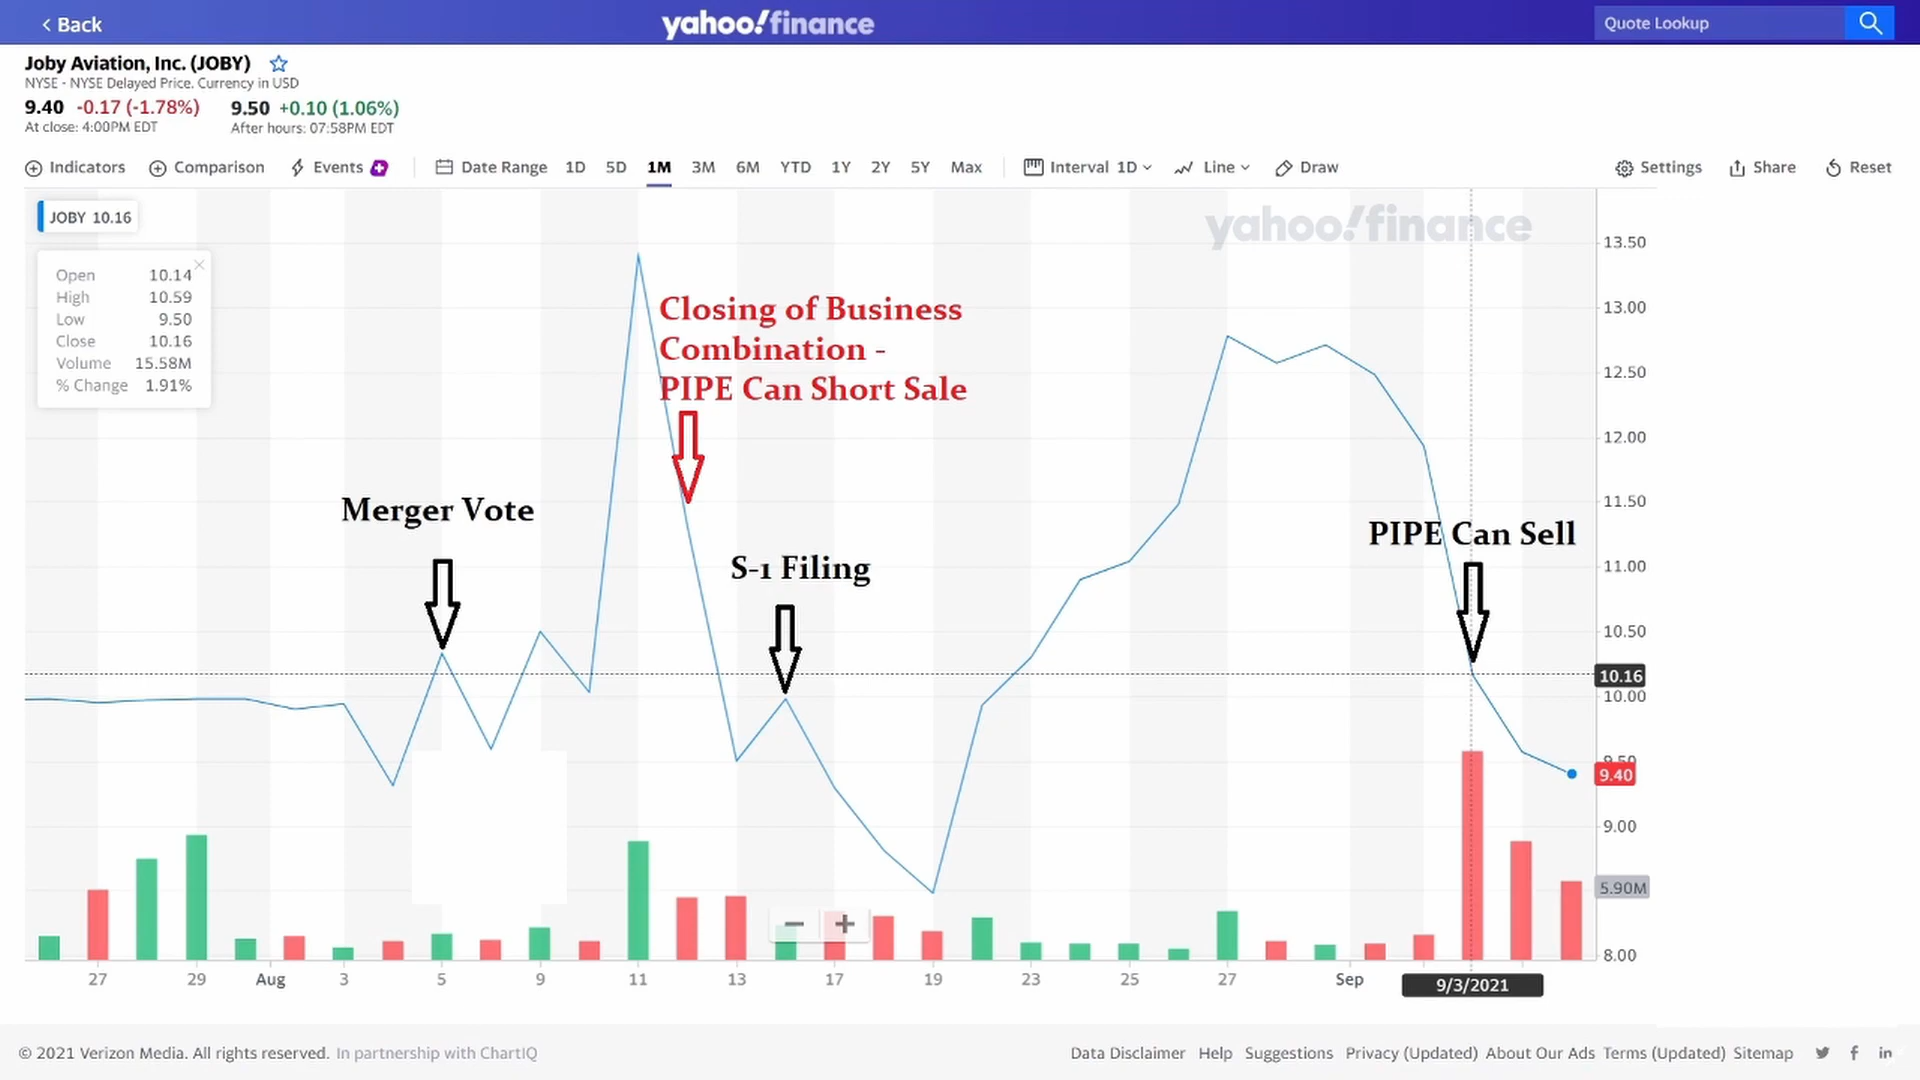 Back
yahoo!finance
Quote Lookup
Joby Aviation, Inc. (JOBY)
NYSE - NYSE Delayed Price. Currency in USD
9.40 -0.17 (-1.78%) 9.50 +0.10 (1.06%)
At close: 4:00PM EDT After hours: 07:58PM EDT
Indicators Comparison Events Date Range 1D 5D 1M 3M 6M YTD 1Y 2Y 5Y Max Interval 1D Line Draw Settings Share Reset
JOBY 10.16
yahoo!finance
Open 10.14
High 10.59
Low 9.50
Close 10.16
Volume 15.58M
% Change 1.91%
Closing of Business
Combination -
PIPE Can Short Sale
Merger Vote
S-1 Filing
PIPE Can Sell
13.50
13.00
12.50
12.00
11.50
11.00
10.50
10.16
10.00
9.50
9.40
9.00
5.90M
8.00
27 29 Aug 3 5 9 11 13 17 19 23 25 27 Sep 9/3/2021
© 2021 Verizon Media. All rights reserved. In partnership with ChartIQ
Data Disclaimer Help Suggestions Privacy (Updated) About Our Ads Terms (Updated) Sitemap